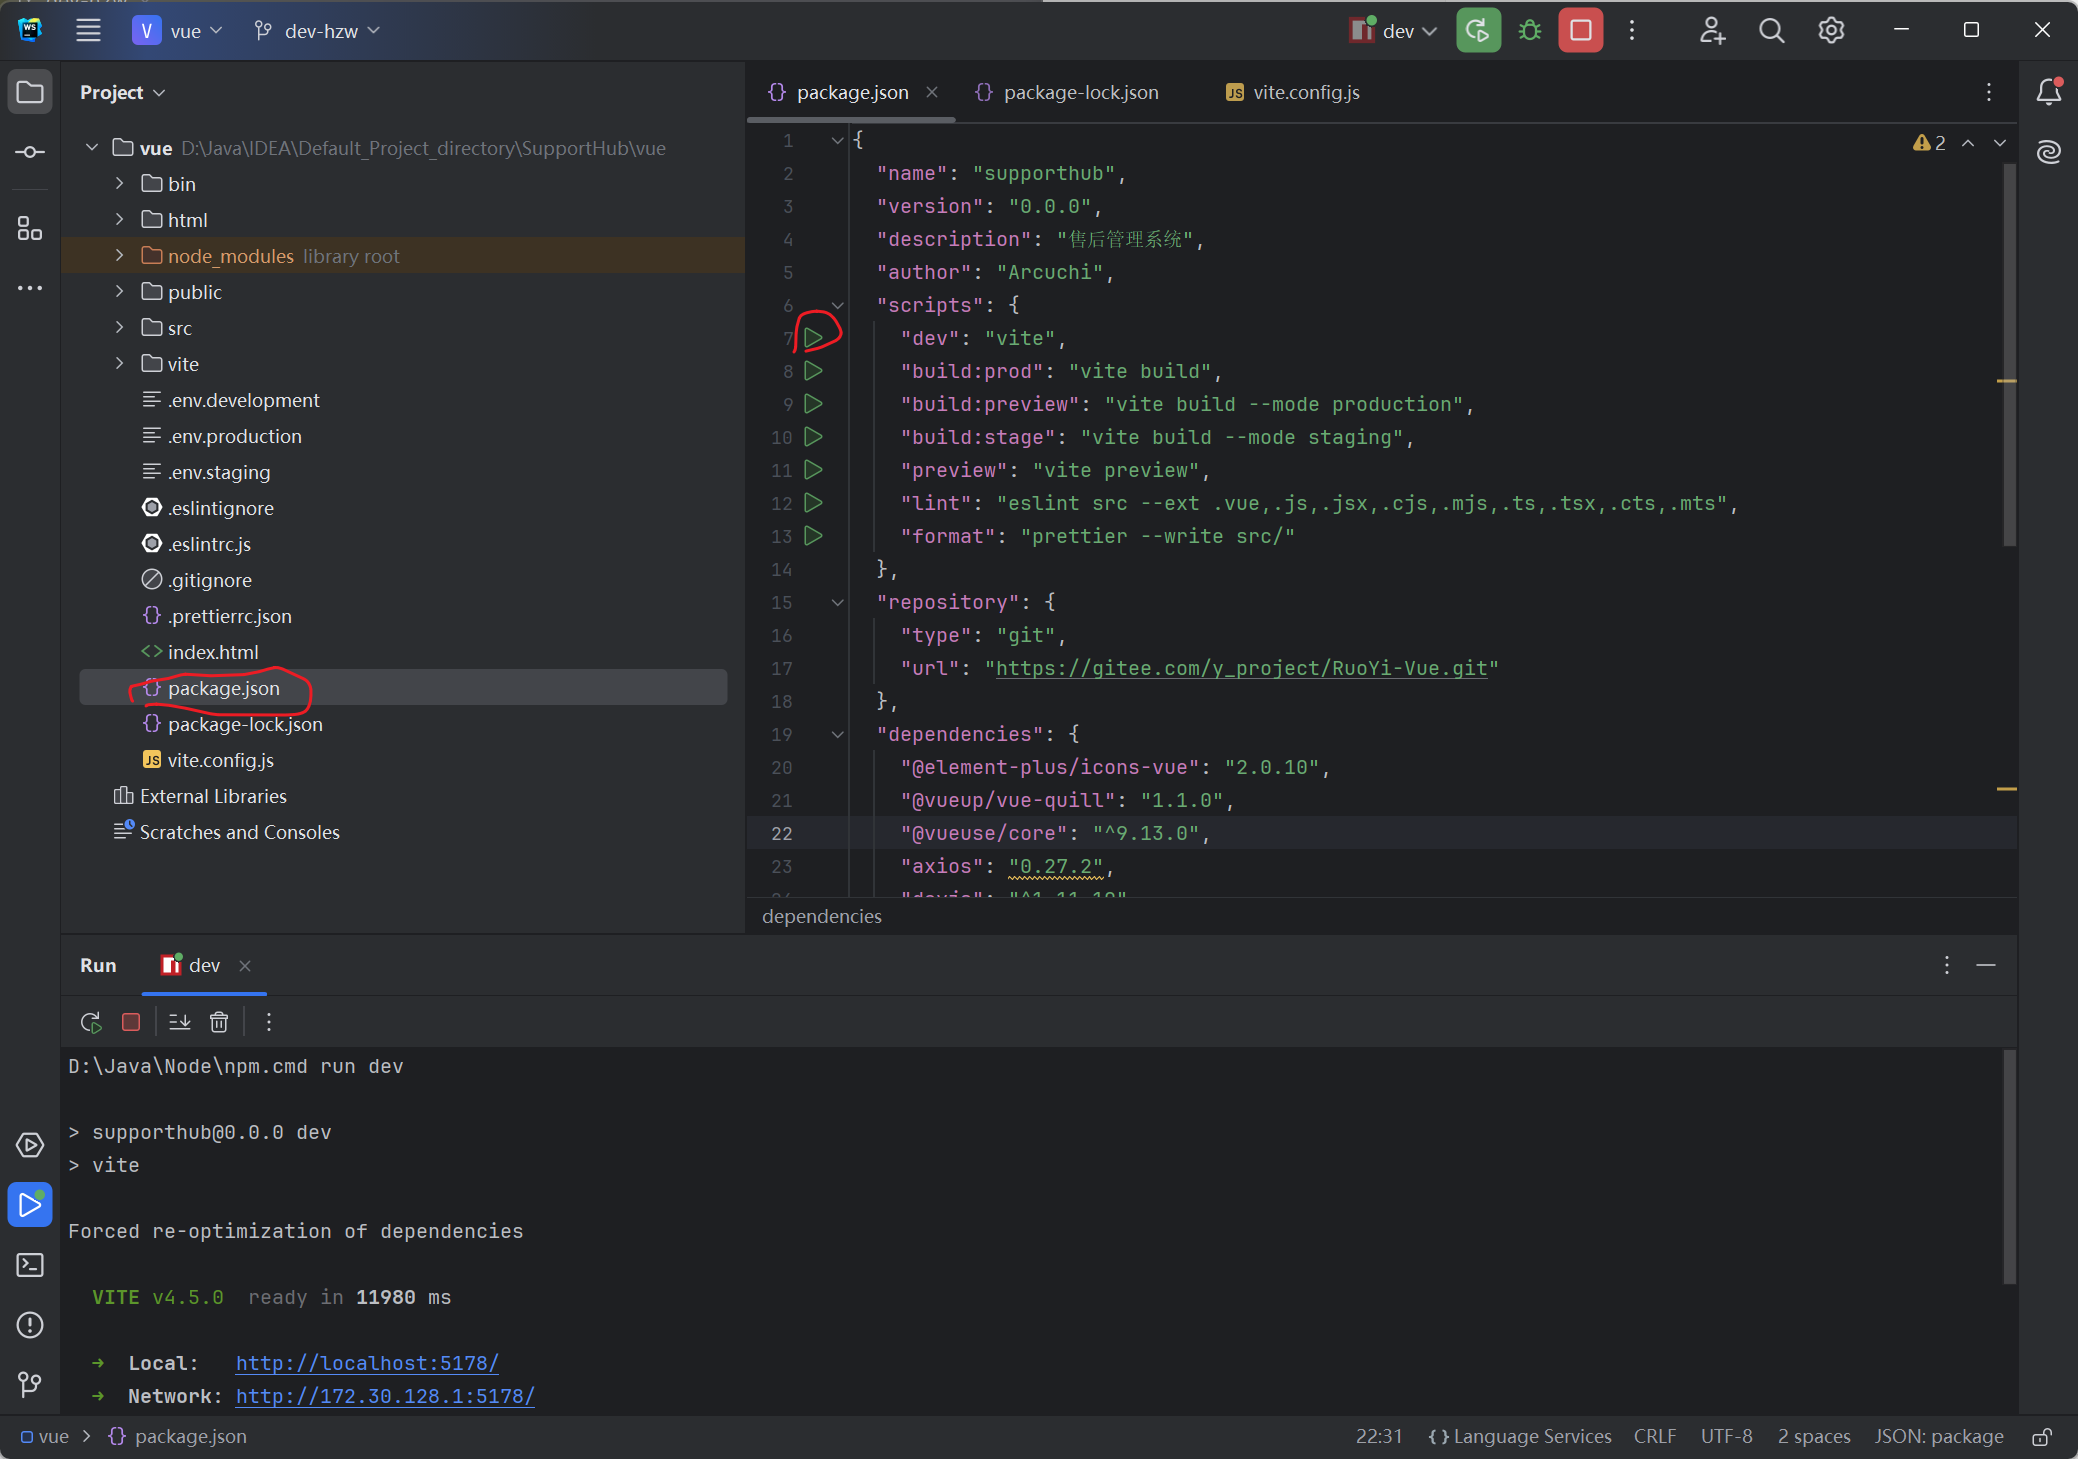 WS
V vue dev-hzw dev
Project
package.json package-lock.json JS vite.config.js
vue D:\Java\IDEA\Default_Project_directory\SupportHub\vue
bin
html
node_modules library root
public
src
vite
.env.development
.env.production
.env.staging
.eslintignore
.eslintrc.js
.gitignore
{} .prettierrc.json
<> index.html
{} package.json
{} package-lock.json
JS vite.config.js
External Libraries
Scratches and Consoles
2
1 {
2 "name": "supporthub",
3 "version": "0.0.0",
4 "description": "售后管理系统",
5 "author": "Arcuchi",
6 "scripts": {
7 "dev": "vite",
8 "build:prod": "vite build",
9 "build:preview": "vite build --mode production",
10 "build:stage": "vite build --mode staging",
11 "preview": "vite preview",
12 "lint": "eslint src --ext .vue,.js,.jsx,.cjs,.mjs,.ts,.tsx,.cts,.mts",
13 "format": "prettier --write src/"
14 },
15 "repository": {
16 "type": "git",
17 "url": "https://gitee.com/y_project/RuoYi-Vue.git"
18 },
19 "dependencies": {
20 "@element-plus/icons-vue": "2.0.10",
21 "@vueup/vue-quill": "1.1.0",
22 "@vueuse/core": "^9.13.0",
23 "axios": "0.27.2",
dependencies
Run dev
D:\Java\Node\npm.cmd run dev
> supporthub@0.0.0 dev
> vite
Forced re-optimization of dependencies
VITE v4.5.0 ready in 11980 ms
➜ Local: http://localhost:5178/
➜ Network: http://172.30.128.1:5178/
vue > {} package.json 22:31 {} Language Services CRLF UTF-8 2 spaces JSON: package